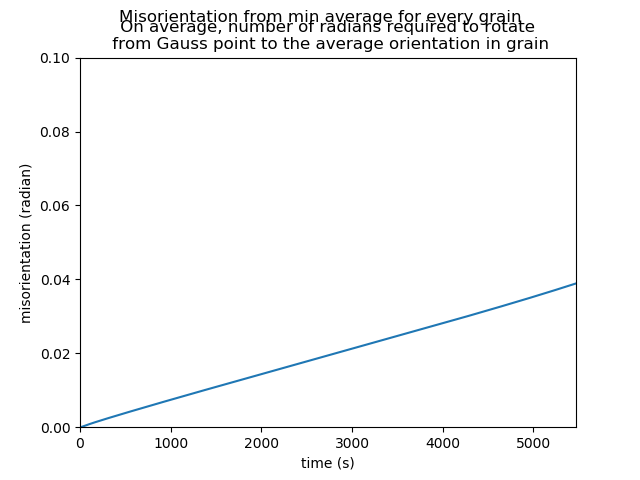 Misorientation from min average for every grain
On average, number of radians required to rotate
from Gauss point to the average orientation in grain
0.10
0.08
0.06
0.04
0.02
0.00
misorientation (radian)
0 1000 2000 3000 4000 5000
time (s)